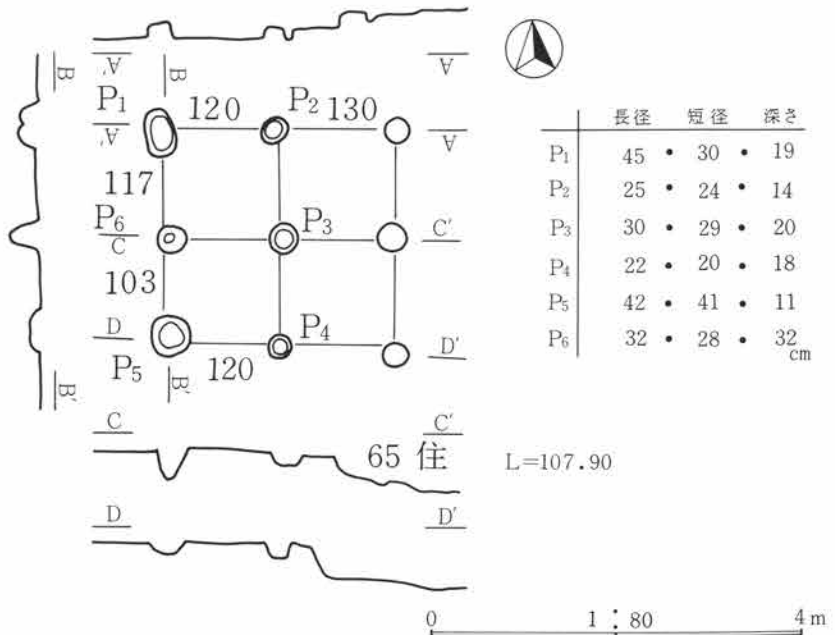 A' A
B B
P1 120 P2 130
A' A
117
P6 P3
C C'
103
D P4 D'
P5 120
B' B'
C C'
65 住
L=107.90
D D'
長径 短径 深さ
P1 45 • 30 • 19
P2 25 • 24 • 14
P3 30 • 29 • 20
P4 22 • 20 • 18
P5 42 • 41 • 11
P6 32 • 28 • 32
cm
0 1 : 80 4 m